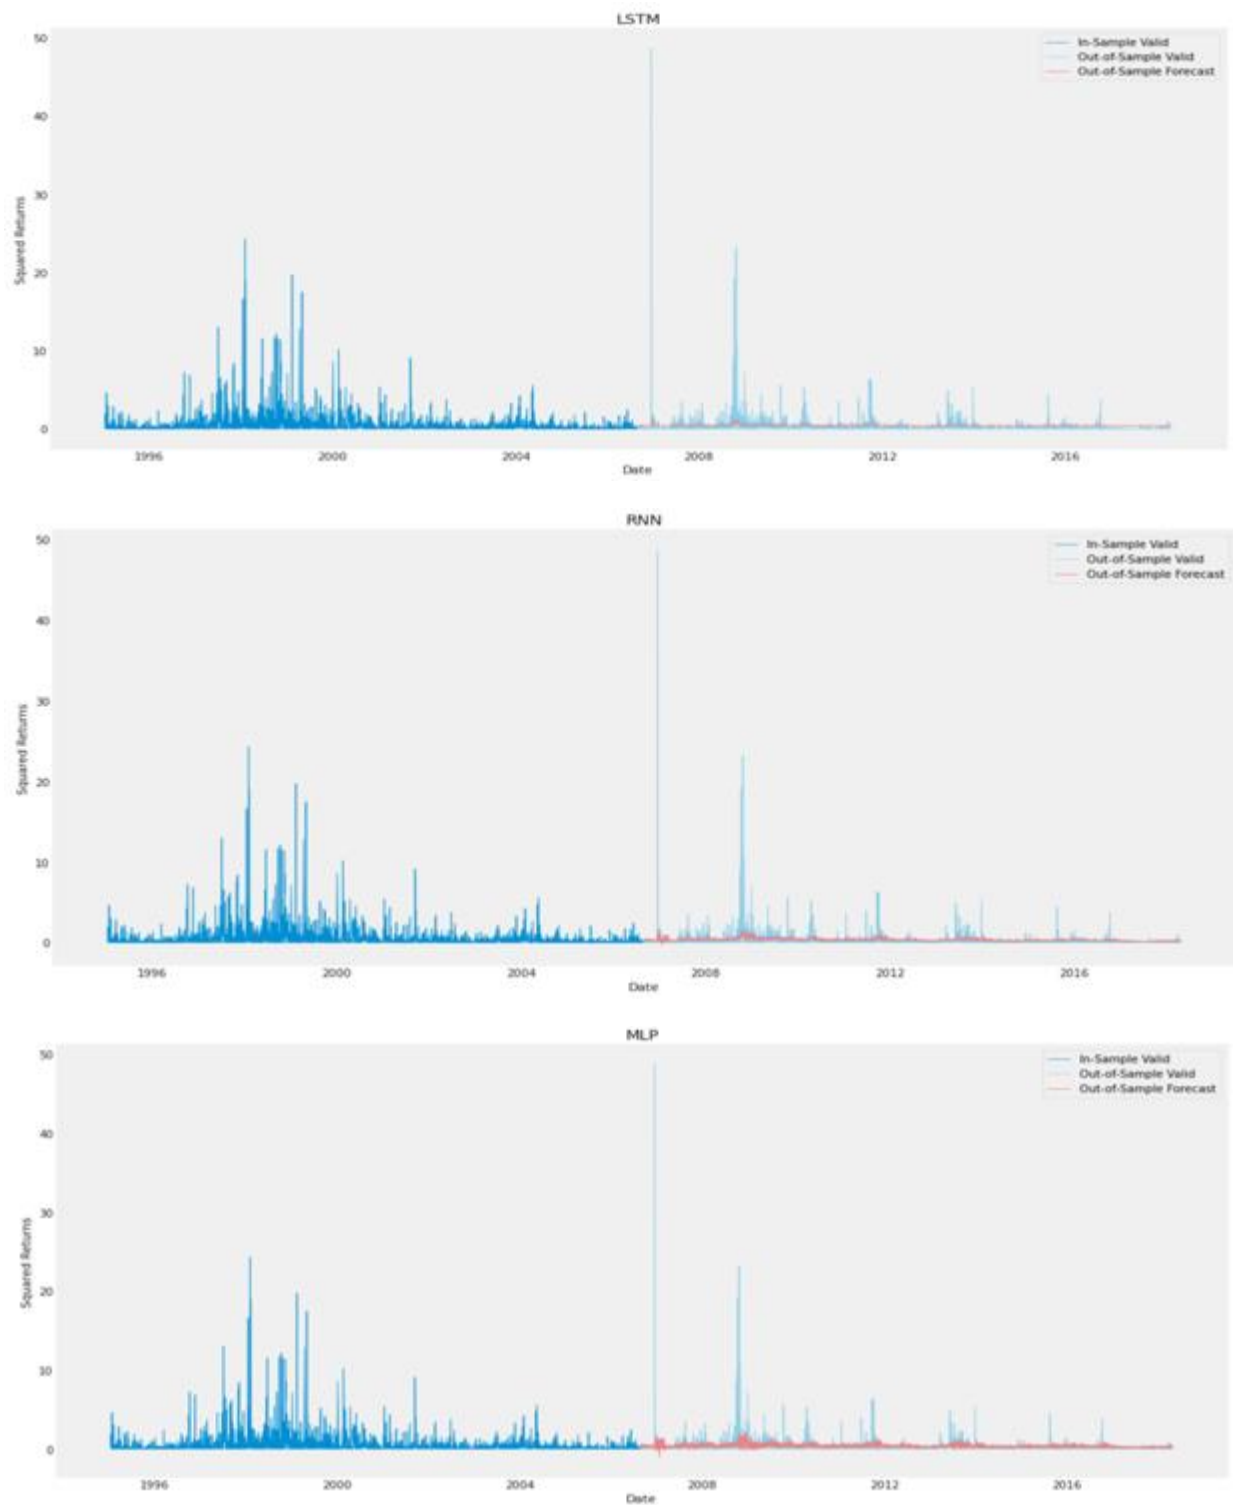 LSTM
50
40
30
20
10
0
Squared Returns
In-Sample Valid
Out-of-Sample Valid
Out-of-Sample Forecast
1996 2000 2004 2008 2012 2016
Date
RNN
50
40
30
20
10
0
Squared Returns
In-Sample Valid
Out-of-Sample Valid
Out-of-Sample Forecast
1996 2000 2004 2008 2012 2016
Date
MLP
50
40
30
20
10
0
Squared Returns
In-Sample Valid
Out-of-Sample Valid
Out-of-Sample Forecast
1996 2000 2004 2008 2012 2016
Date